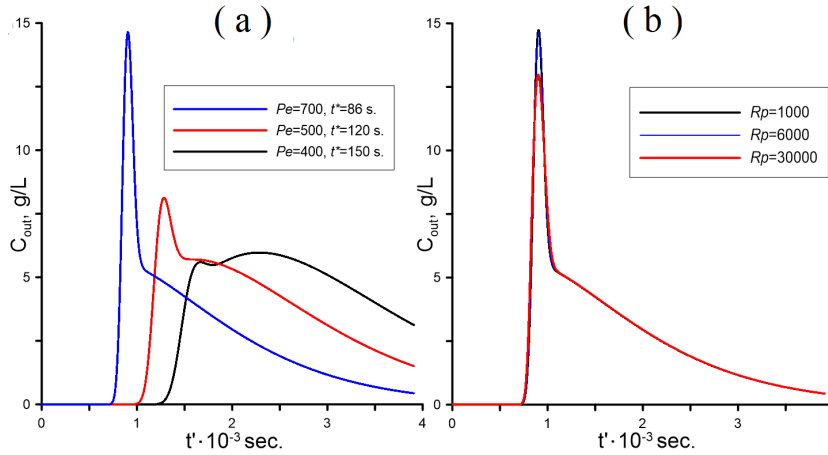 ( a )
15
10
5
0
C_out, g/L
Pe=700, t*=86 s.
Pe=500, t*=120 s.
Pe=400, t*=150 s.
0 1 2 3 4
t'·10⁻³ sec.
( b )
15
10
5
0
C_out, g/L
Rp=1000
Rp=6000
Rp=30000
0 1 3
t'·10⁻³ sec.